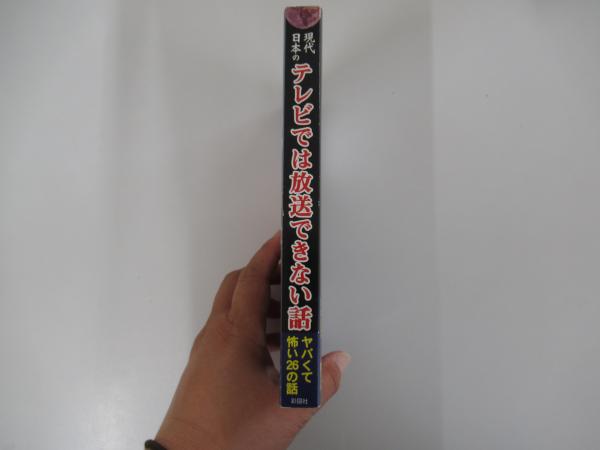 現代
日本の
テレビでは放送できない話
ヤバくて
怖い26の話
彩図社